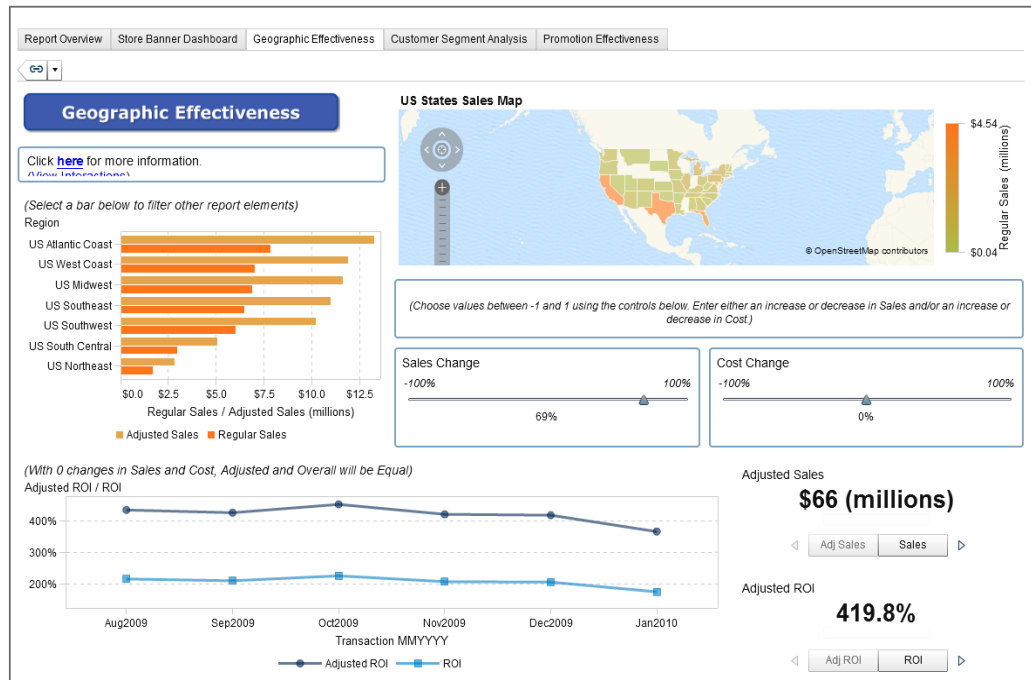 Report Overview
Store Banner Dashboard
Geographic Effectiveness
Customer Segment Analysis
Promotion Effectiveness
Geographic Effectiveness
Click here for more information.
(View Interactions)
(Select a bar below to filter other report elements)
Region
US Atlantic Coast
US West Coast
US Midwest
US Southeast
US Southwest
US South Central
US Northeast
$0.0 $2.5 $5.0 $7.5 $10.0 $12.5
Regular Sales / Adjusted Sales (millions)
Adjusted Sales Regular Sales
US States Sales Map
© OpenStreetMap contributors
$4.54
$0.04
Regular Sales (millions)
(Choose values between -1 and 1 using the controls below. Enter either an increase or decrease in Sales and/or an increase or
decrease in Cost.)
Sales Change
-100% 100%
69%
Cost Change
-100% 100%
0%
(With 0 changes in Sales and Cost, Adjusted and Overall will be Equal)
Adjusted ROI / ROI
400%
300%
200%
Aug2009 Sep2009 Oct2009 Nov2009 Dec2009 Jan2010
Transaction MMYYYY
Adjusted ROI ROI
Adjusted Sales
$66 (millions)
Adj Sales Sales
Adjusted ROI
419.8%
Adj ROI ROI